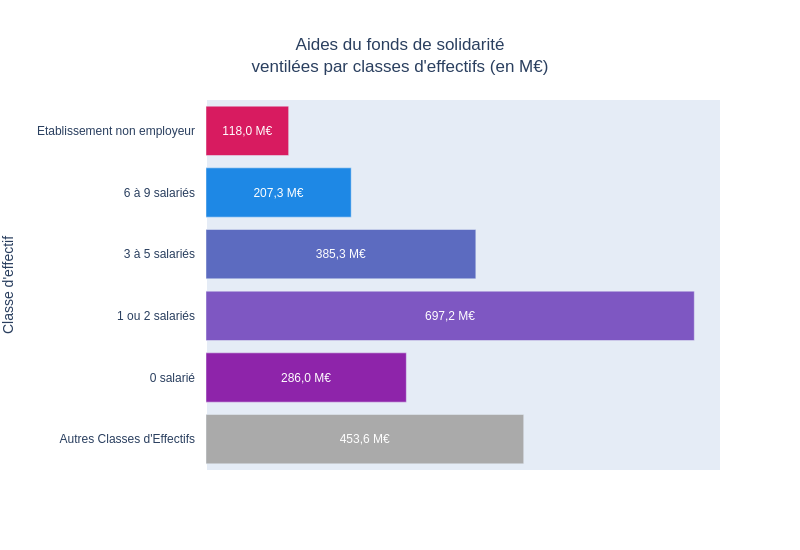 Aides du fonds de solidarité
ventilées par classes d'effectifs (en M€)
Classe d'effectif
Etablissement non employeur
118,0 M€
6 à 9 salariés
207,3 M€
3 à 5 salariés
385,3 M€
1 ou 2 salariés
697,2 M€
0 salarié
286,0 M€
Autres Classes d'Effectifs
453,6 M€